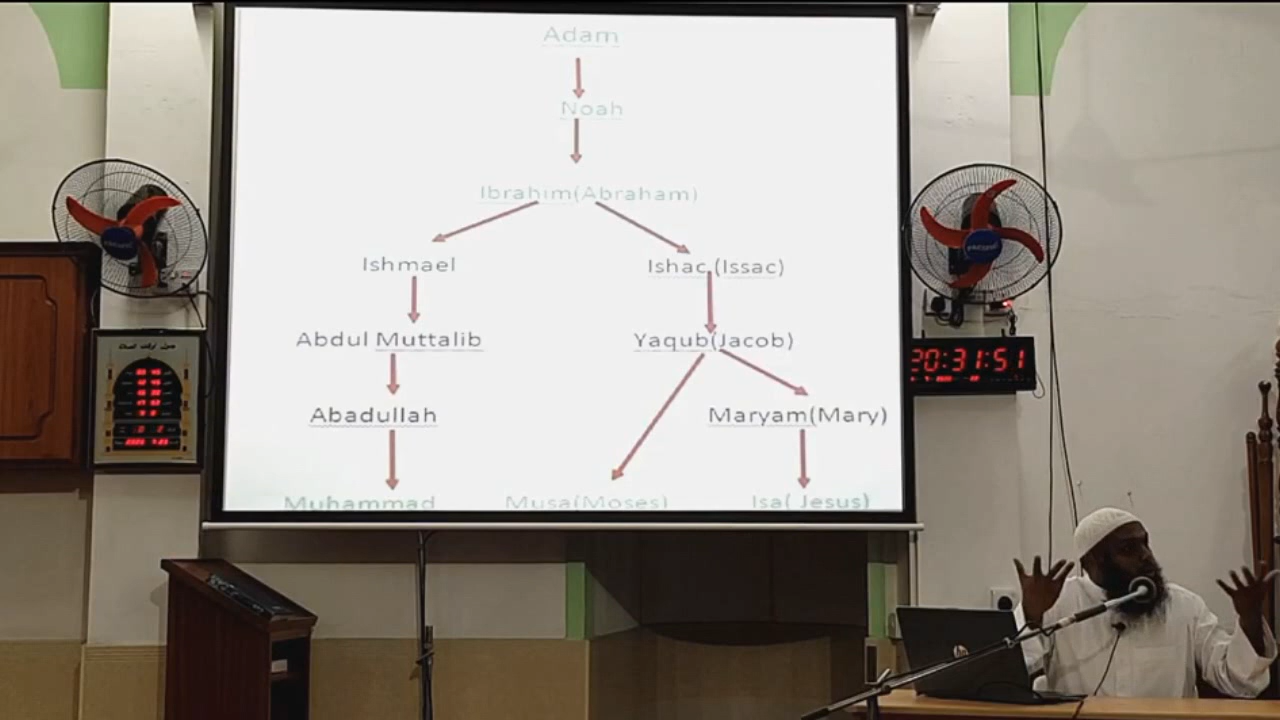 Adam
Noah
Ibrahim(Abraham)
Ishmael
Ishac (Issac)
Abdul Muttalib
Yaqub(Jacob)
Abadullah
Maryam(Mary)
Muhammad
Musa(Moses)
Isa( Jesus)
20:31:51
hp